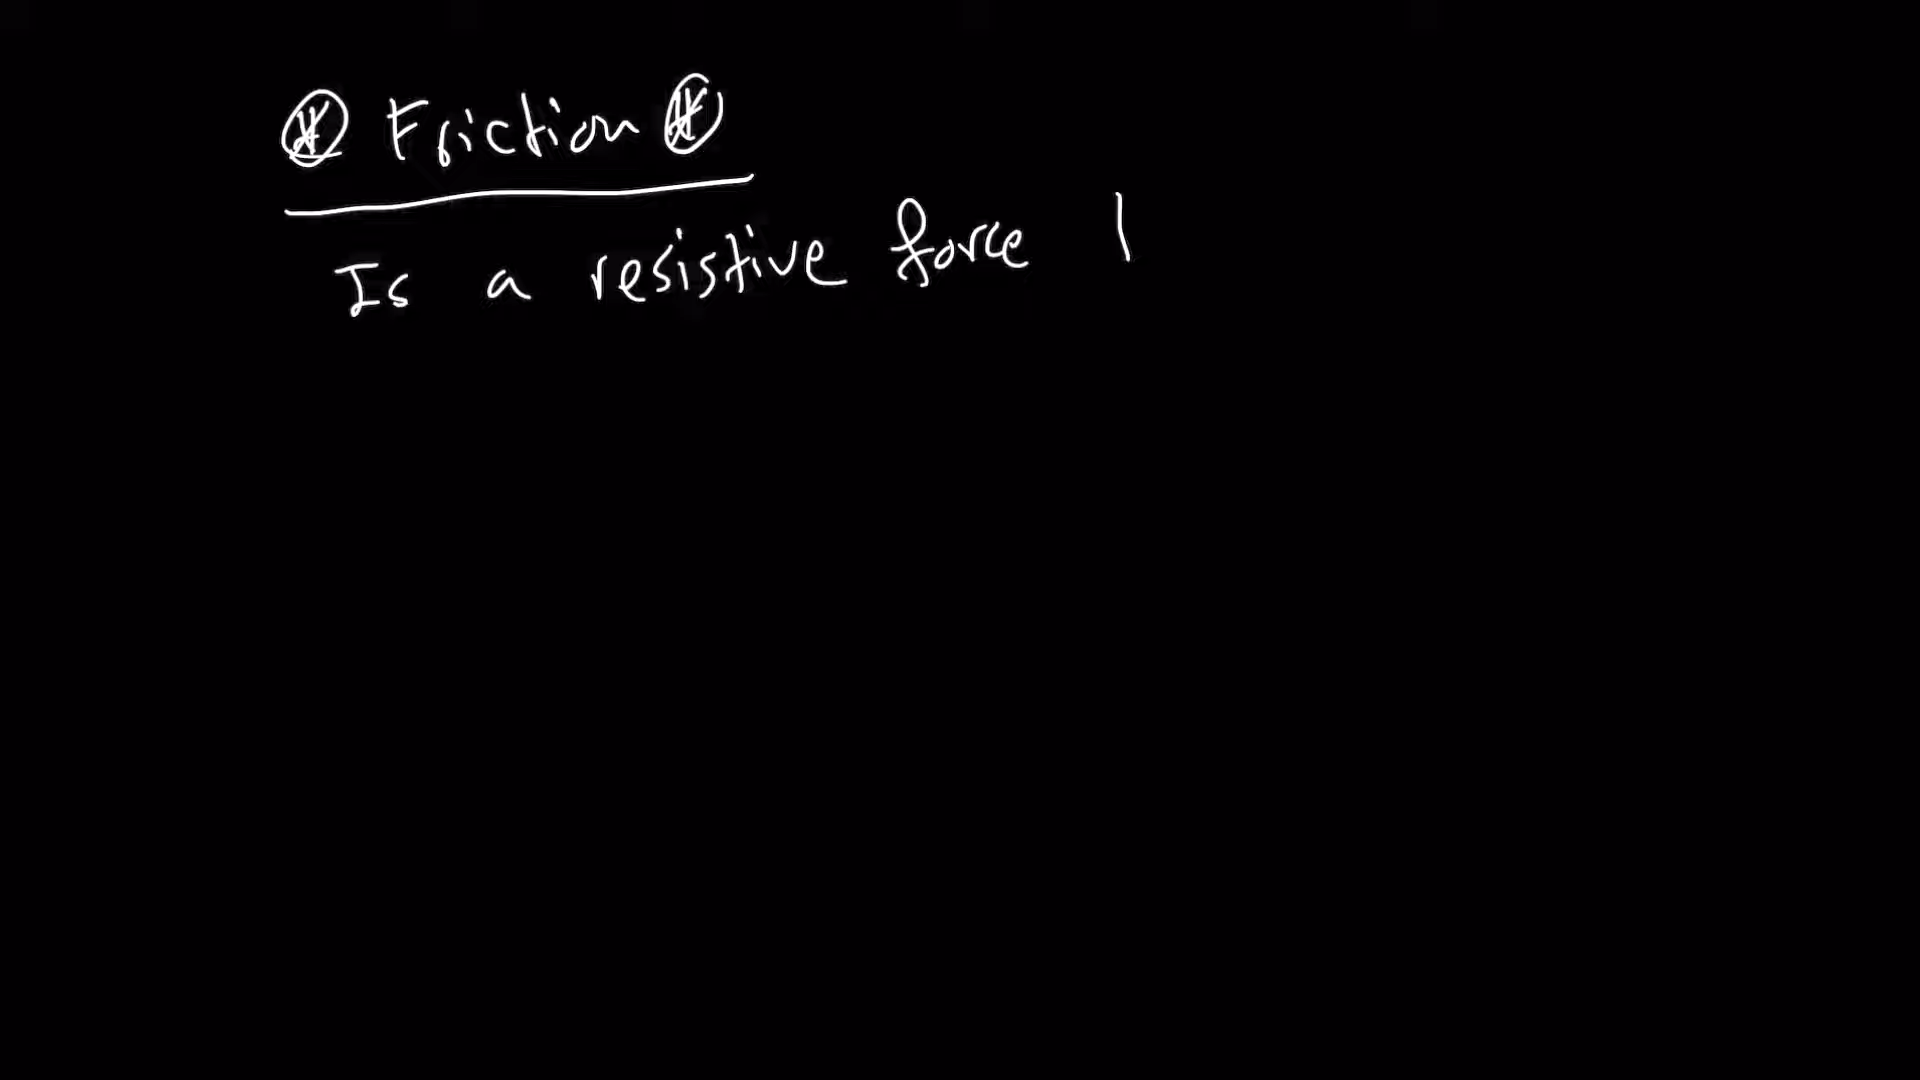 ⊛ Friction ⊛
Is a resistive force